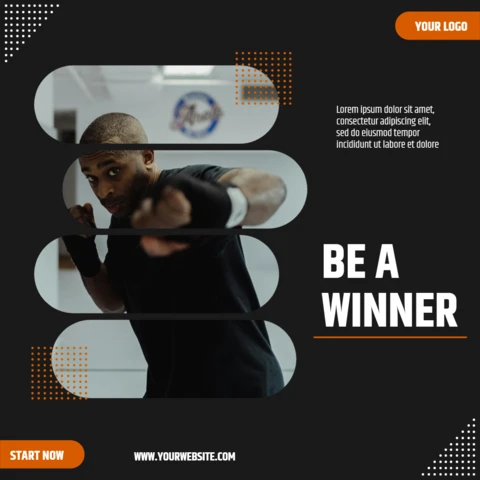 YOUR LOGO
Lorem ipsum dolor sit amet,
consectetur adipiscing elit,
sed do eiusmod tempor
incididunt ut labore et dolore
BE A
WINNER
START NOW
WWW.YOURWEBSITE.COM